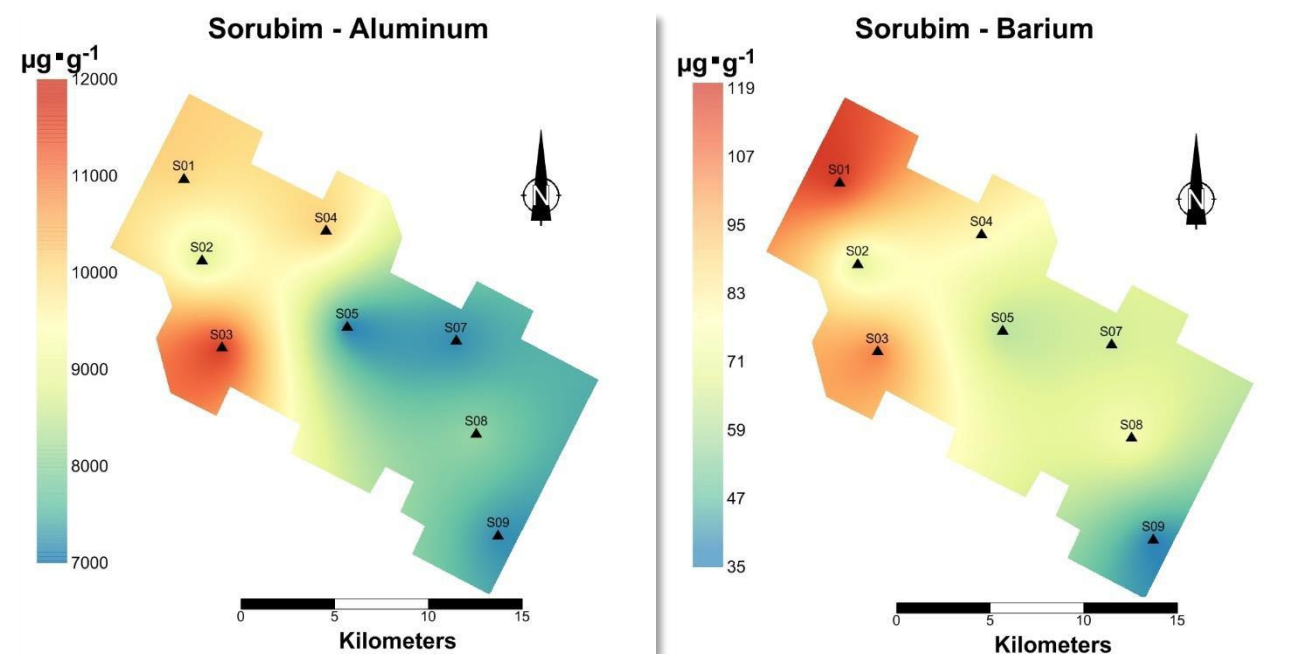 Sorubim - Aluminum
µg▪g-1
12000
11000
10000
9000
8000
7000
S01
S02
S03
S04
S05
S07
S08
S09
N
0 5 10 15
Kilometers
Sorubim - Barium
µg▪g-1
119
107
95
83
71
59
47
35
S01
S02
S03
S04
S05
S07
S08
S09
N
0 5 10 15
Kilometers